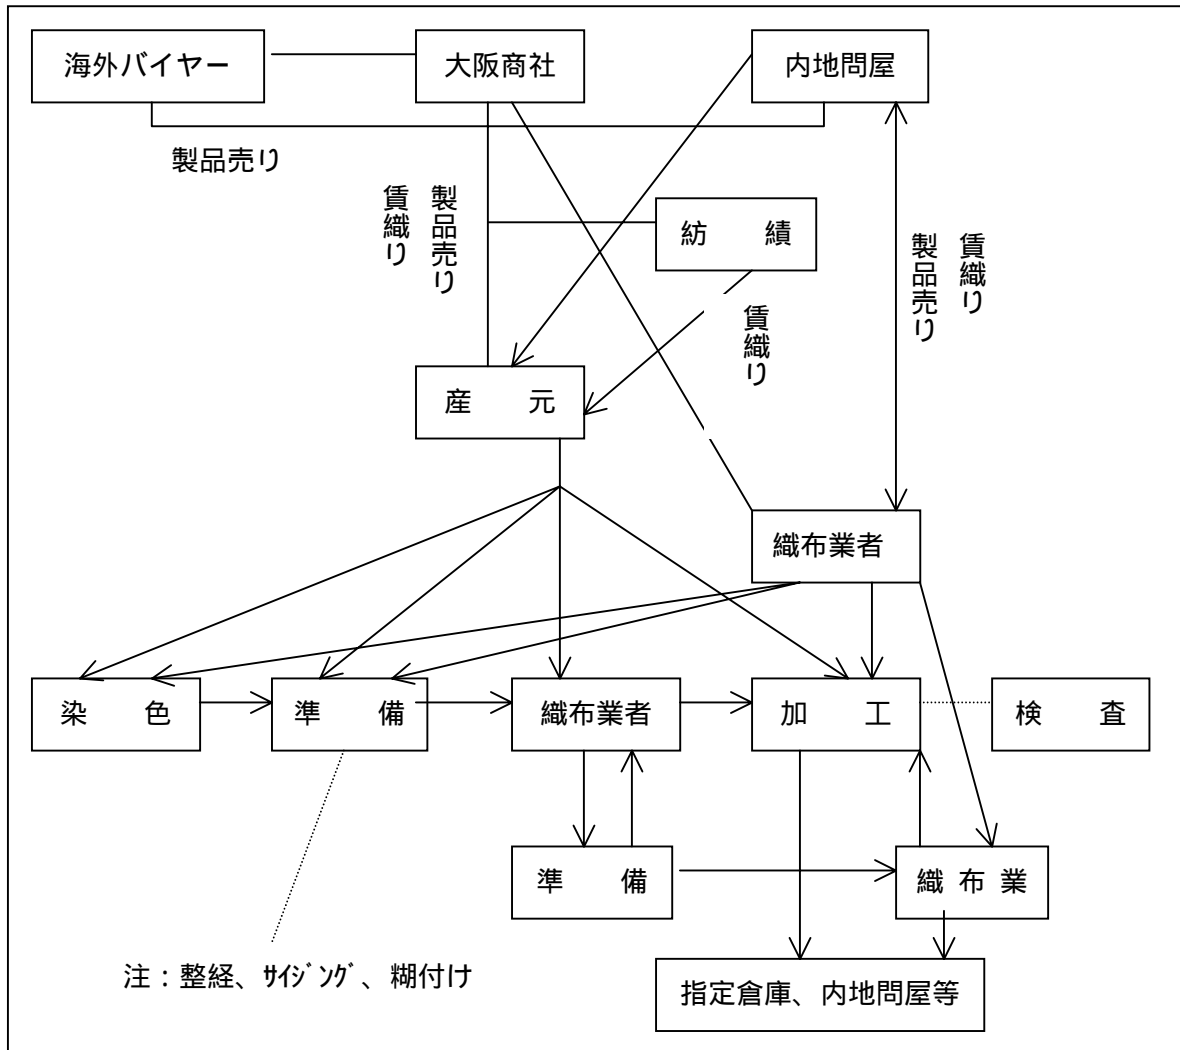 海外バイヤー
大阪商社
内地問屋
製品売り
賃織り
製品売り
紡　績
製品売り
賃織り
賃織り
産　元
織布業者
染　色
準　備
織布業者
加　工
検　査
準　備
織 布 業
注：整経、ｻｲｼﾞﾝｸﾞ、糊付け
指定倉庫、内地問屋等